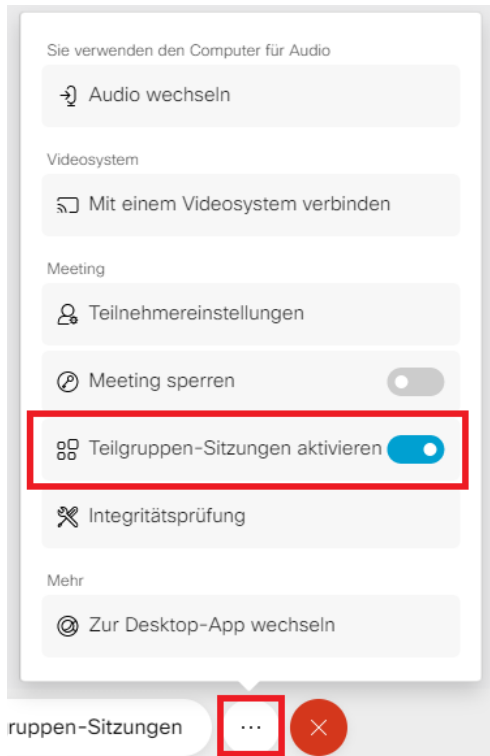 Sie verwenden den Computer für Audio
Audio wechseln
Videosystem
Mit einem Videosystem verbinden
Meeting
Teilnehmereinstellungen
Meeting sperren
Teilgruppen-Sitzungen aktivieren
Integritätsprüfung
Mehr
Zur Desktop-App wechseln
ruppen-Sitzungen